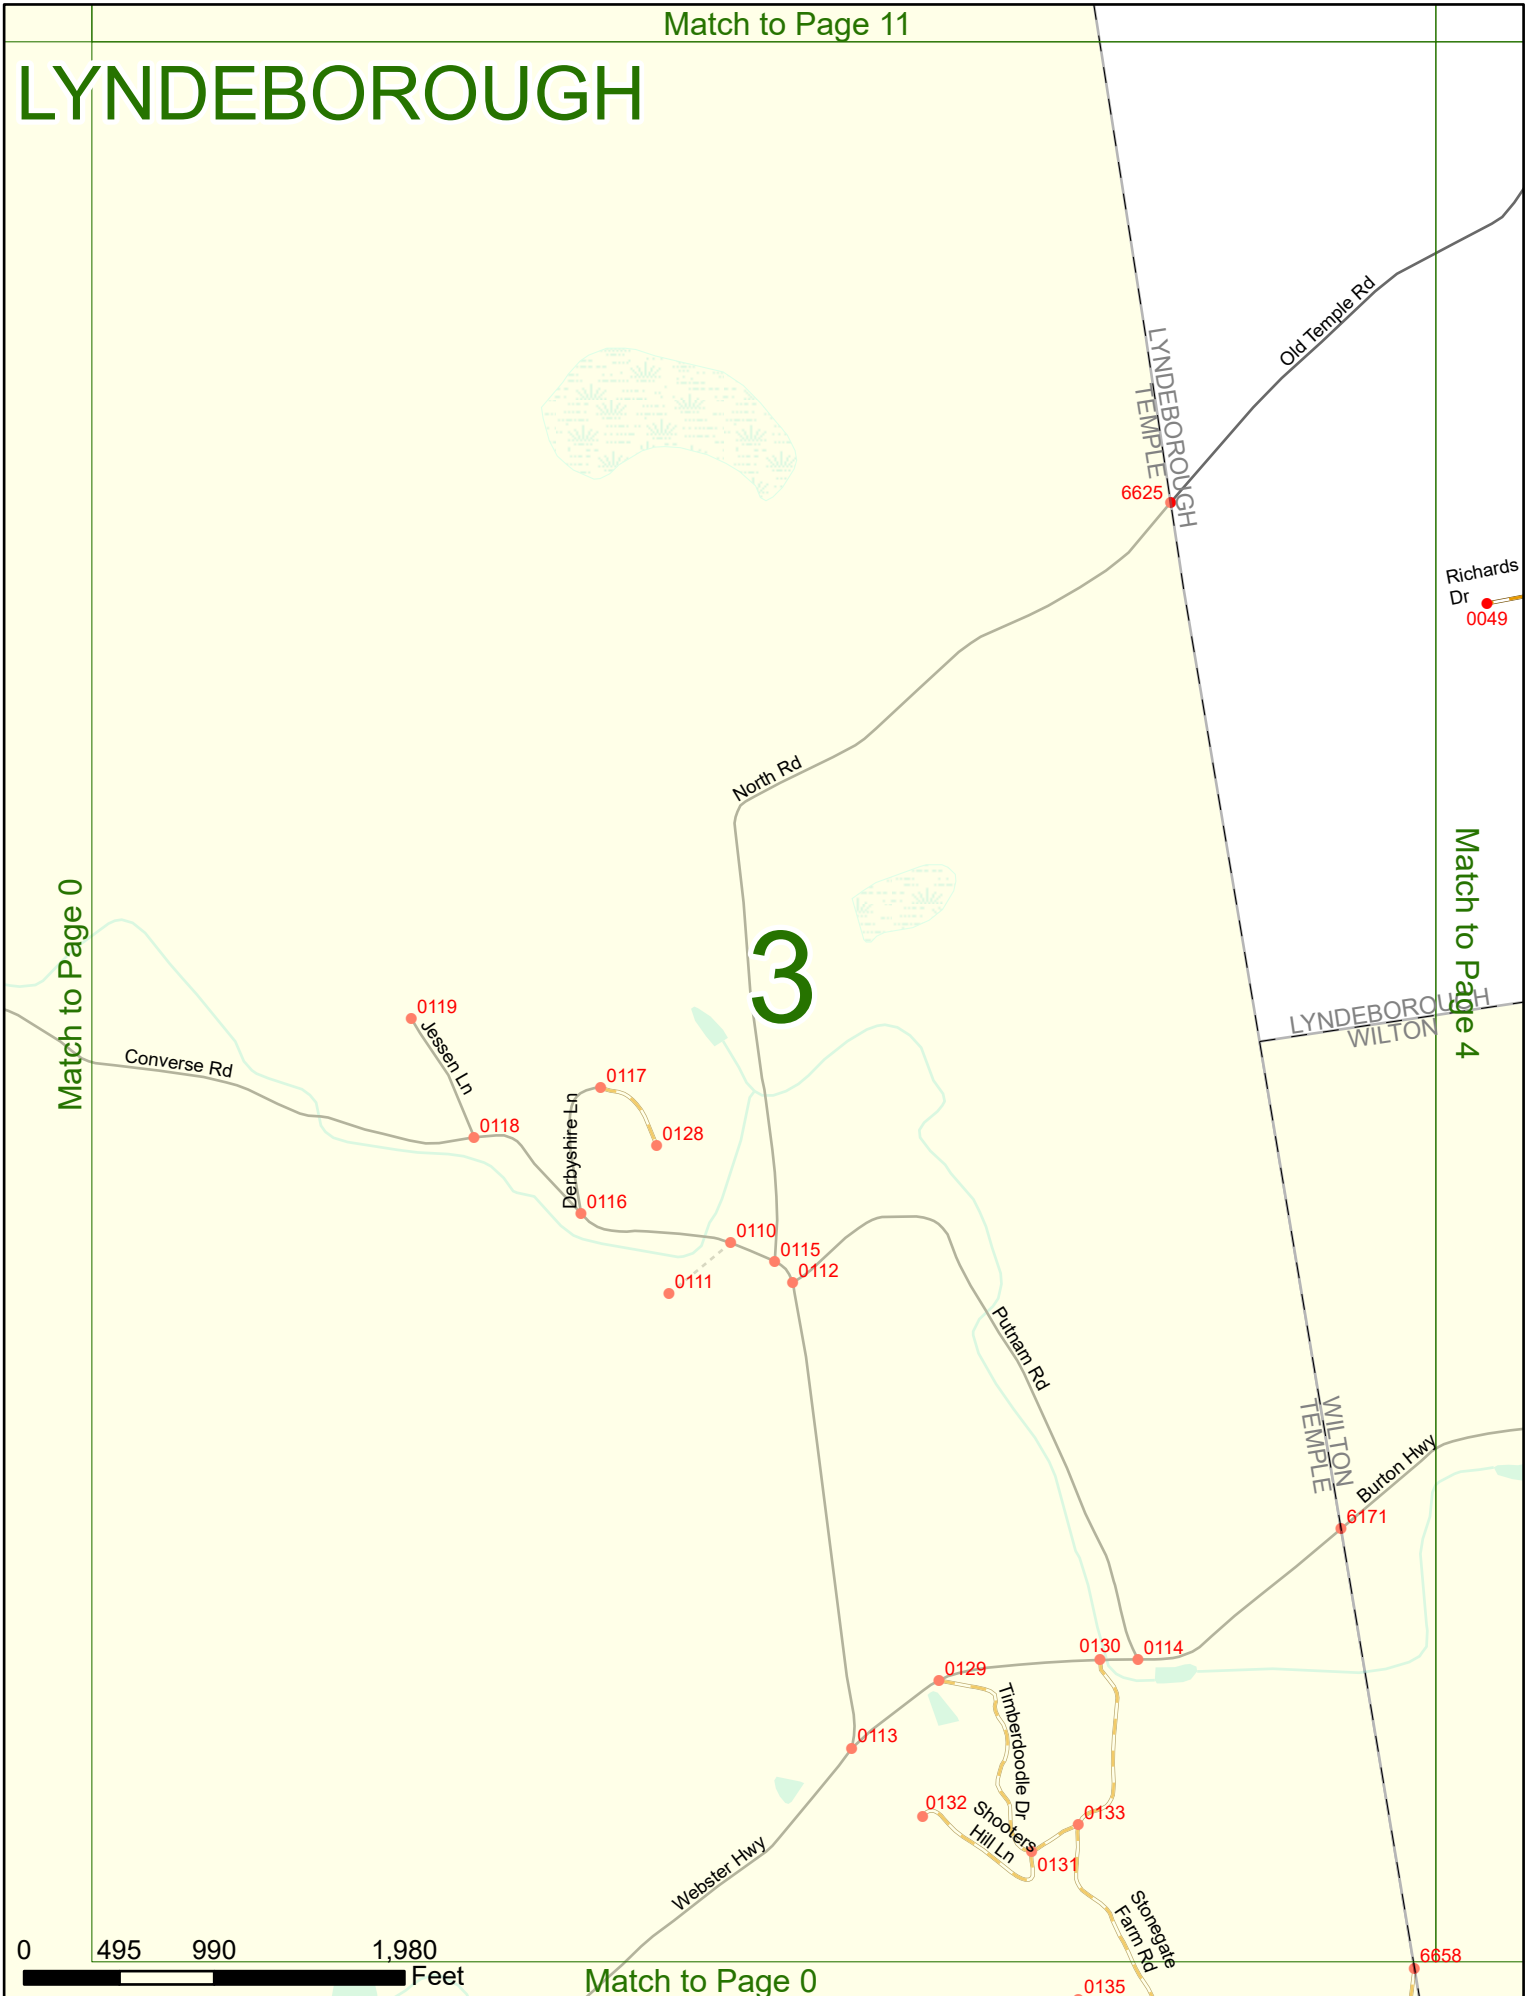 Match to Page 11
LYNDEBOROUGH
Old Temple Rd
LYNDEBOROUGH
TEMPLE
6625
Richards
Dr
0049
North Rd
Match to Page 4
Match to Page 0
3
LYNDEBOROUGH
WILTON
0119
Jessen Ln
Converse Rd
0117
0118
0128
Derbyshire Ln
0116
0110
0115
0112
0111
Putnam Rd
WILTON
TEMPLE
Burton Hwy
6171
0130
0114
0129
Timberdoodle Dr
0113
0132
Shooters
Hill Ln
0133
0131
Webster Hwy
Stonegate
Farm Rd
0 495 990 1,980
Feet
6658
Match to Page 0
0135